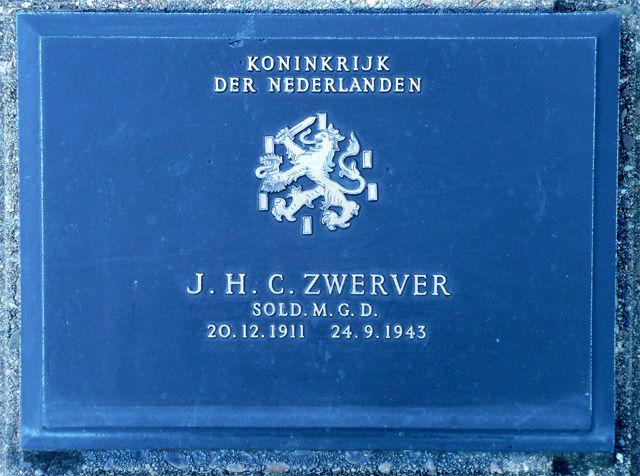 KONINKRIJK
DER NEDERLANDEN
J. H. C. ZWERVER
SOLD. M. G. D.
20.12.1911 24.9.1943